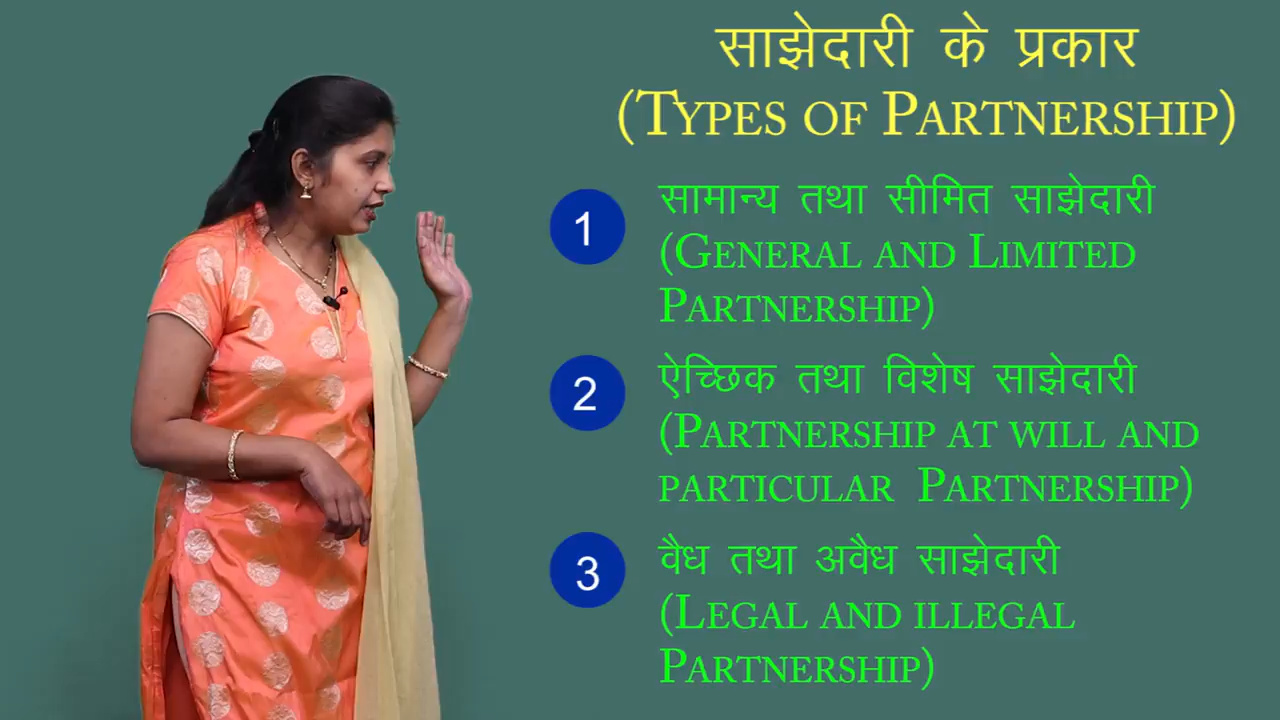 साझेदारी के प्रकार
(Types of Partnership)
1
सामान्य तथा सीमित साझेदारी
(General and Limited
Partnership)
2
ऐच्छिक तथा विशेष साझेदारी
(Partnership at will and
particular Partnership)
3
वैध तथा अवैध साझेदारी
(Legal and illegal
Partnership)